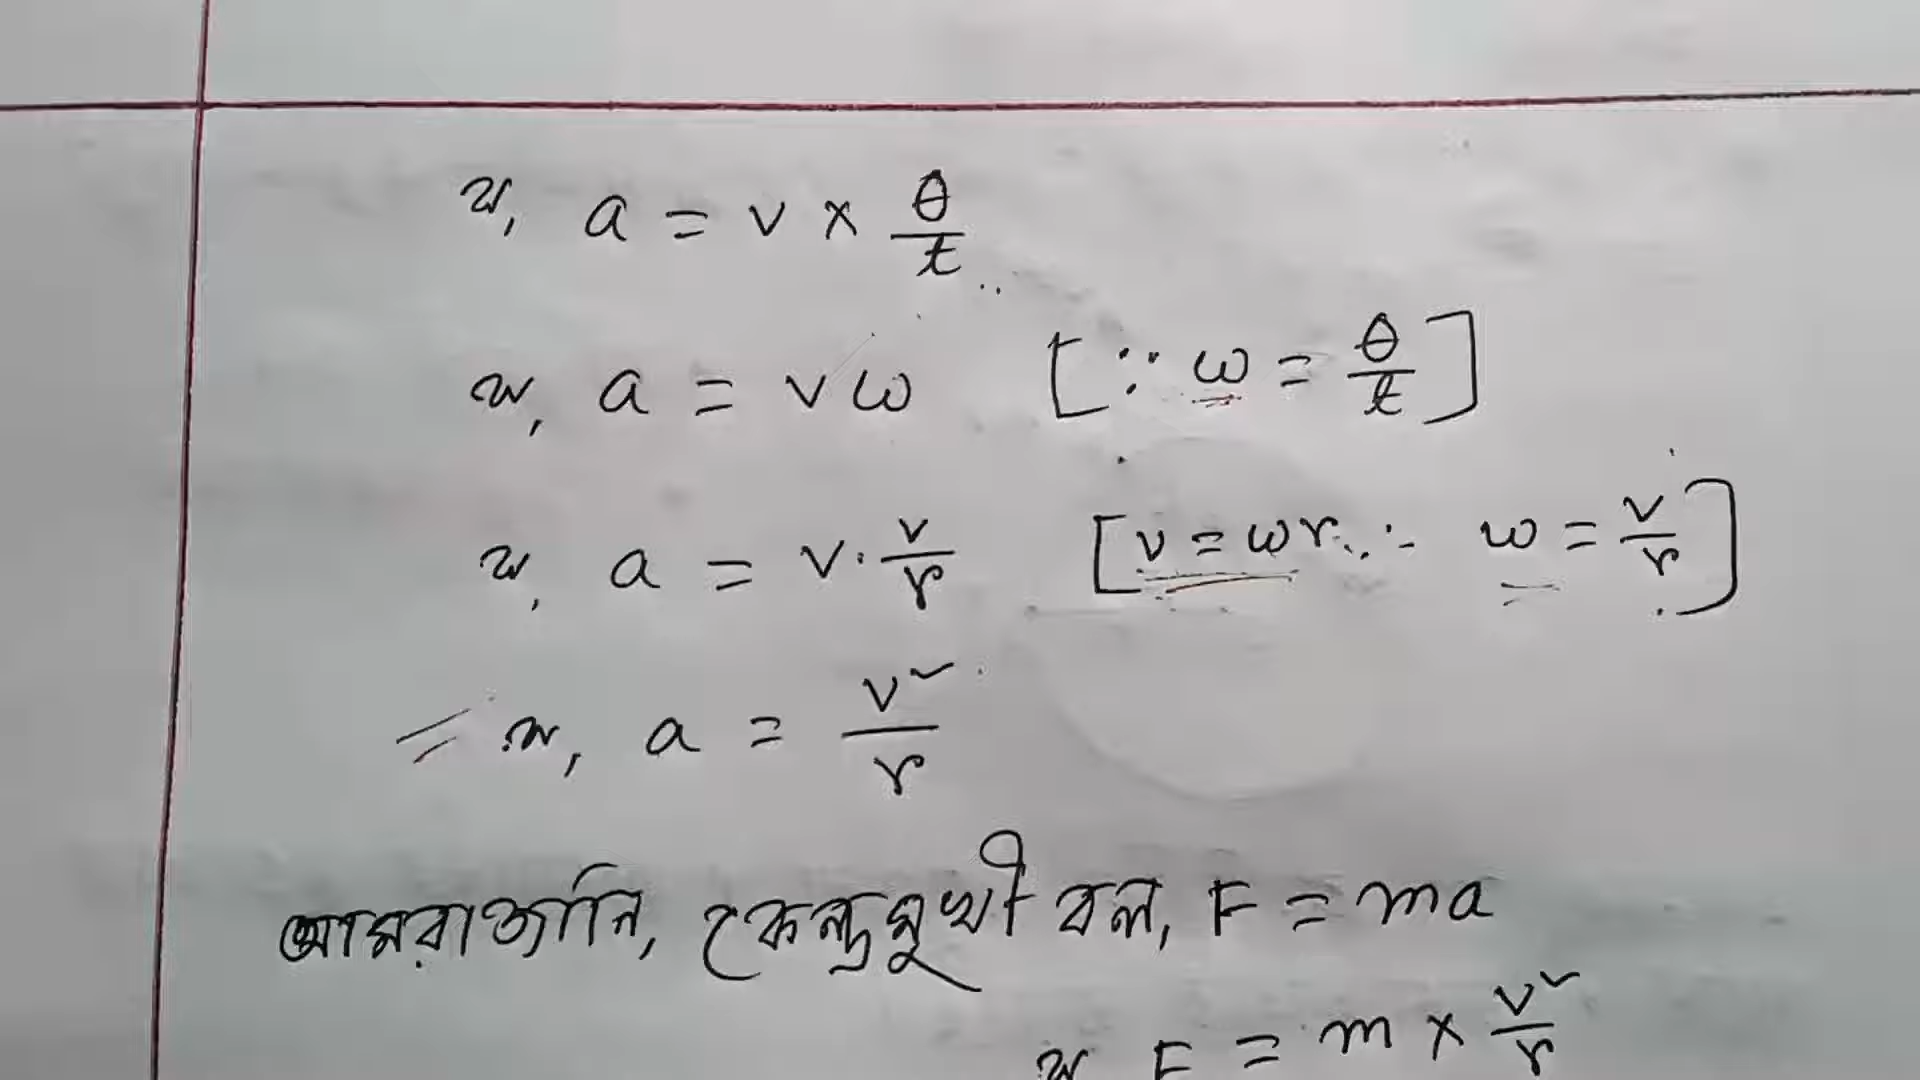 বা, a = v × θ/t
বা, a = vω [∵ ω = θ/t]
বা, a = v · v/r [v = ωr ∴ ω = v/r]
বা, a = v²/r
আমরা জানি, কেন্দ্রমুখী বল, F = ma
বা F = m × v²/r